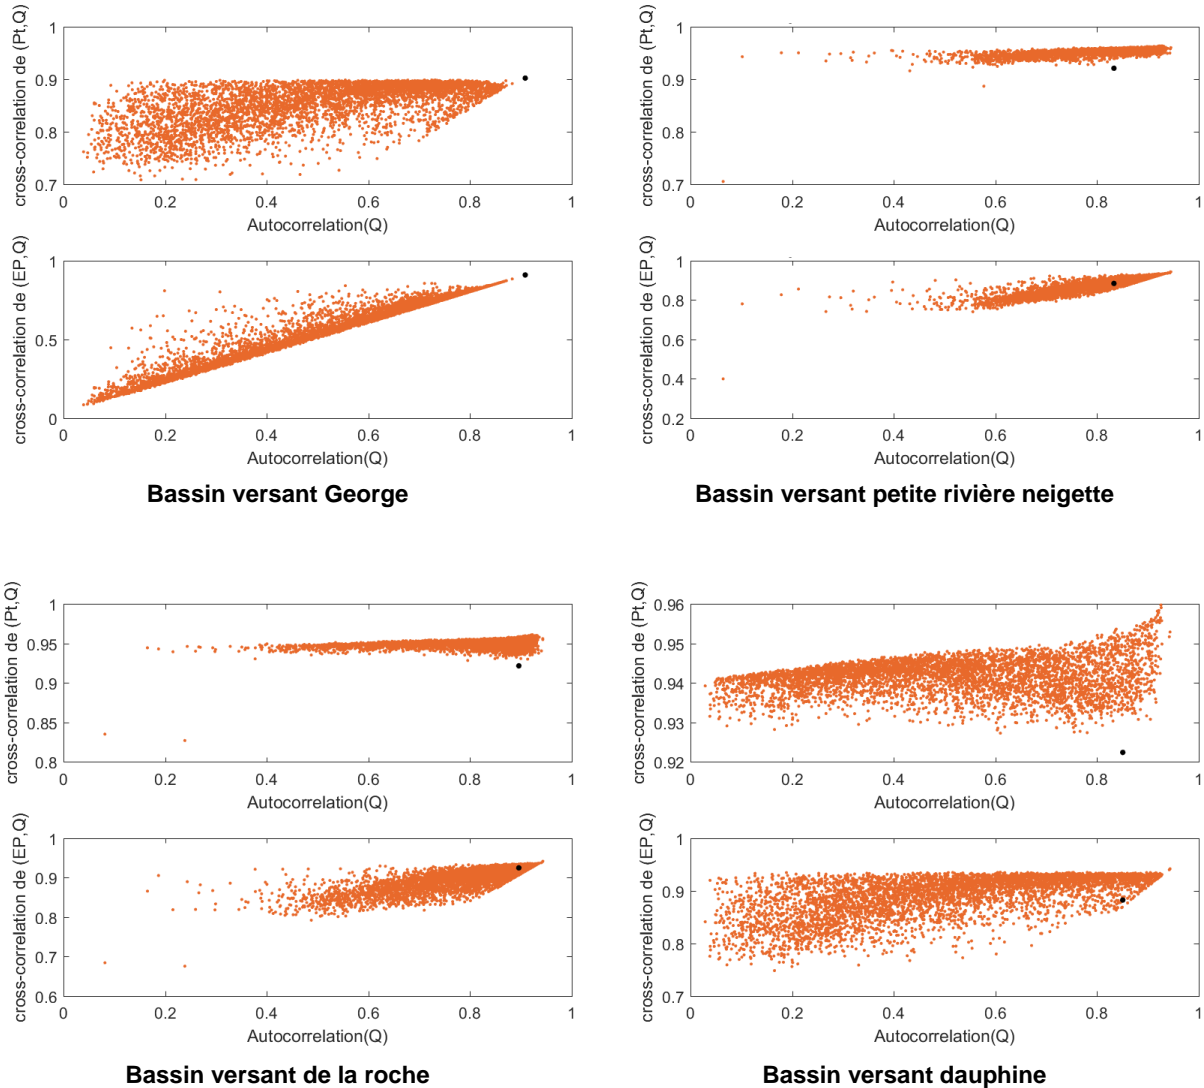 cross-correlation de (Pt,Q)
1
0.9
0.8
0.7
0 0.2 0.4 0.6 0.8 1
Autocorrelation(Q)
cross-correlation de (EP,Q)
1
0.5
0
0 0.2 0.4 0.6 0.8 1
Autocorrelation(Q)
Bassin versant George
cross-correlation de (Pt,Q)
1
0.9
0.8
0.7
0 0.2 0.4 0.6 0.8 1
Autocorrelation(Q)
cross-correlation de (EP,Q)
1
0.8
0.6
0.4
0.2
0 0.2 0.4 0.6 0.8 1
Autocorrelation(Q)
Bassin versant petite rivière neigette
cross-correlation de (Pt,Q)
1
0.95
0.9
0.85
0.8
0 0.2 0.4 0.6 0.8 1
Autocorrelation(Q)
cross-correlation de (EP,Q)
1
0.9
0.8
0.7
0.6
0 0.2 0.4 0.6 0.8 1
Autocorrelation(Q)
Bassin versant de la roche
cross-correlation de (Pt,Q)
0.96
0.95
0.94
0.93
0.92
0 0.2 0.4 0.6 0.8 1
Autocorrelation(Q)
cross-correlation de (EP,Q)
1
0.9
0.8
0.7
0 0.2 0.4 0.6 0.8 1
Autocorrelation(Q)
Bassin versant dauphine